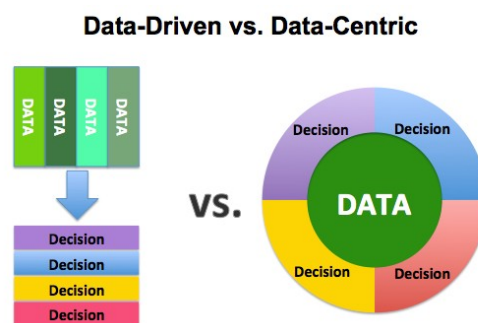 Data-Driven vs. Data-Centric
DATA
DATA
DATA
DATA
Decision
Decision
Decision
Decision
vs.
Decision
Decision
DATA
Decision
Decision